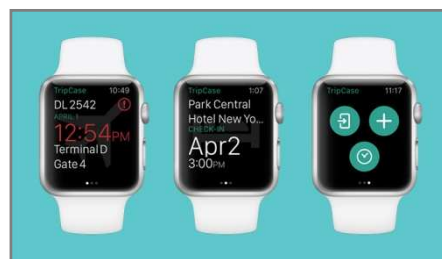 TripCase 10:49
DL 2542
APRIL 1
12:54PM
Terminal D
Gate 4
TripCase 1:07
Park Central
Hotel New Yo...
CHECK-IN
Apr2
3:00PM
TripCase 11:17